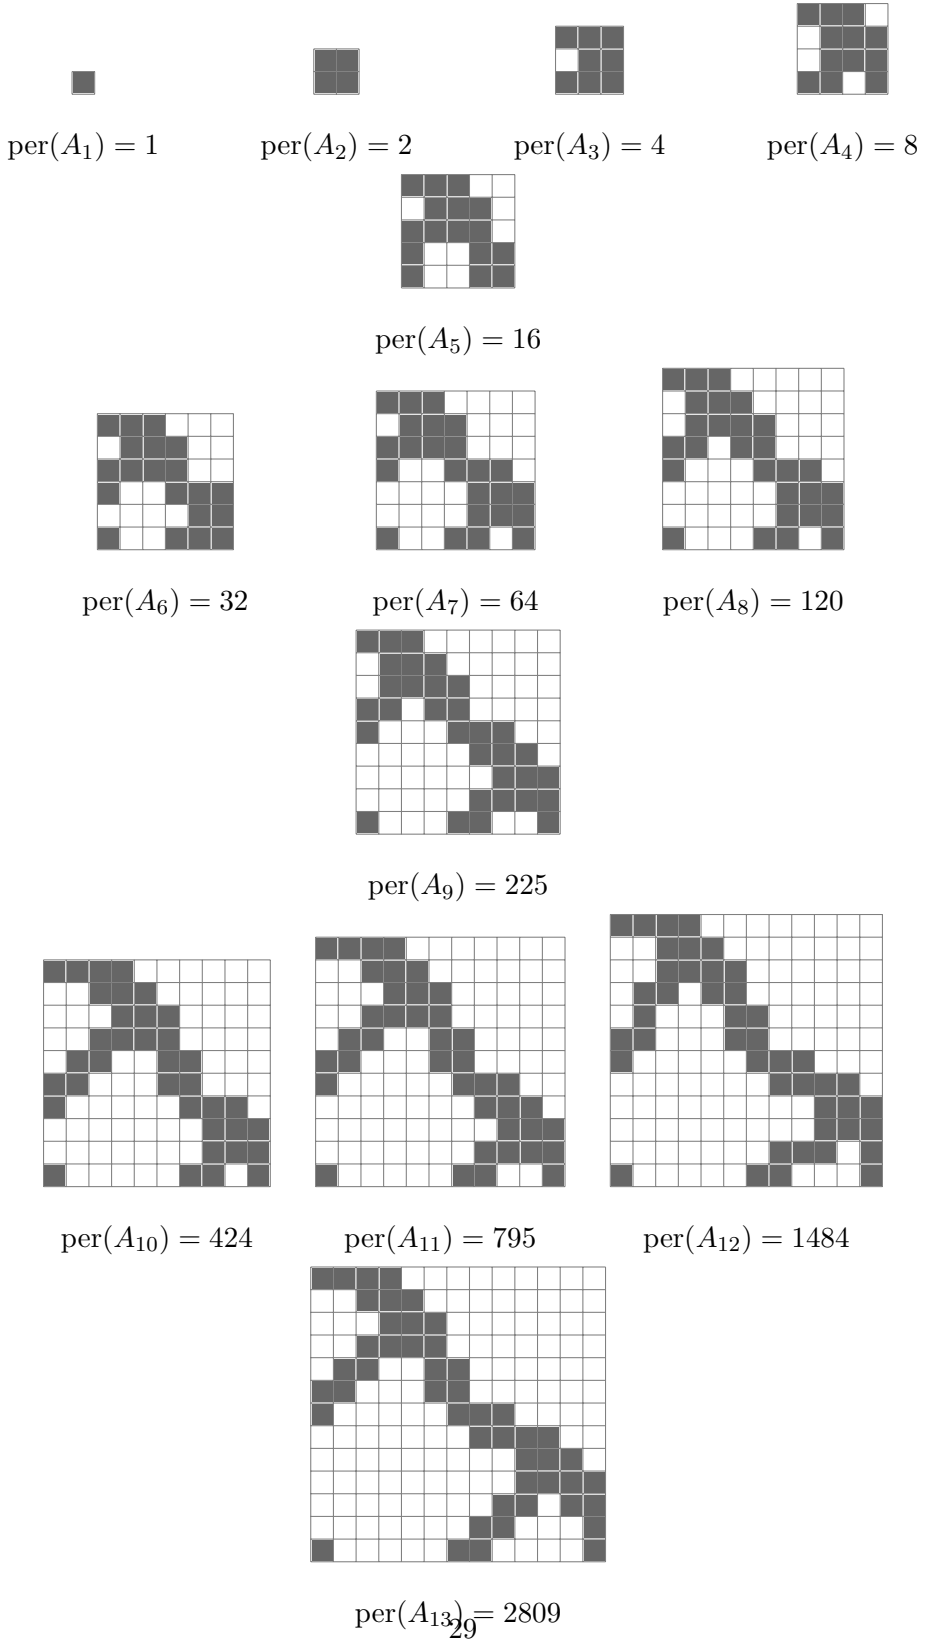 per(A₁) = 1 per(A₂) = 2 per(A₃) = 4 per(A₄) = 8
per(A₅) = 16
per(A₆) = 32 per(A₇) = 64 per(A₈) = 120
per(A₉) = 225
per(A₁₀) = 424 per(A₁₁) = 795 per(A₁₂) = 1484
per(A₁₃) = 2809
29